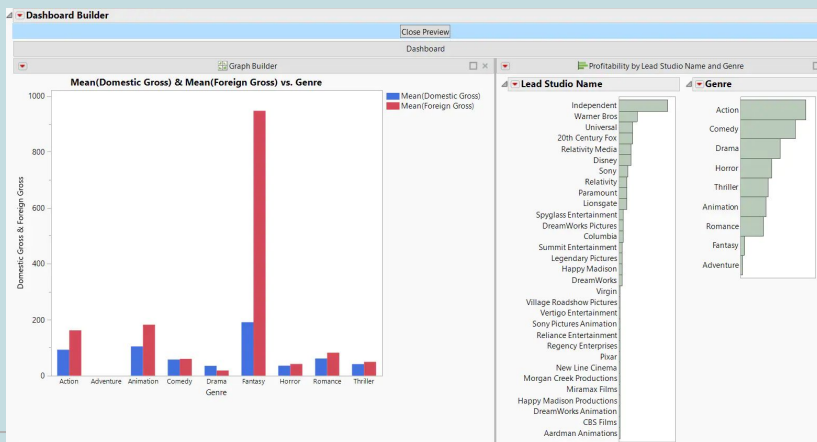 Dashboard Builder
Close Preview
Dashboard
Graph Builder
Mean(Domestic Gross) & Mean(Foreign Gross) vs. Genre
Mean(Domestic Gross)
Mean(Foreign Gross)
Domestic Gross & Foreign Gross
1000
800
600
400
200
0
Action Adventure Animation Comedy Drama Fantasy Horror Romance Thriller
Genre
Profitability by Lead Studio Name and Genre
Lead Studio Name
Independent
Warner Bros
Universal
20th Century Fox
Relativity Media
Disney
Sony
Relativity
Paramount
Lionsgate
Spyglass Entertainment
DreamWorks Pictures
Columbia
Summit Entertainment
Legendary Pictures
Happy Madison
DreamWorks
Virgin
Village Roadshow Pictures
Vertigo Entertainment
Sony Pictures Animation
Reliance Entertainment
Regency Enterprises
Pixar
New Line Cinema
Morgan Creek Productions
Miramax Films
Happy Madison Productions
DreamWorks Animation
CBS Films
Aardman Animations
Genre
Action
Comedy
Drama
Horror
Thriller
Animation
Romance
Fantasy
Adventure